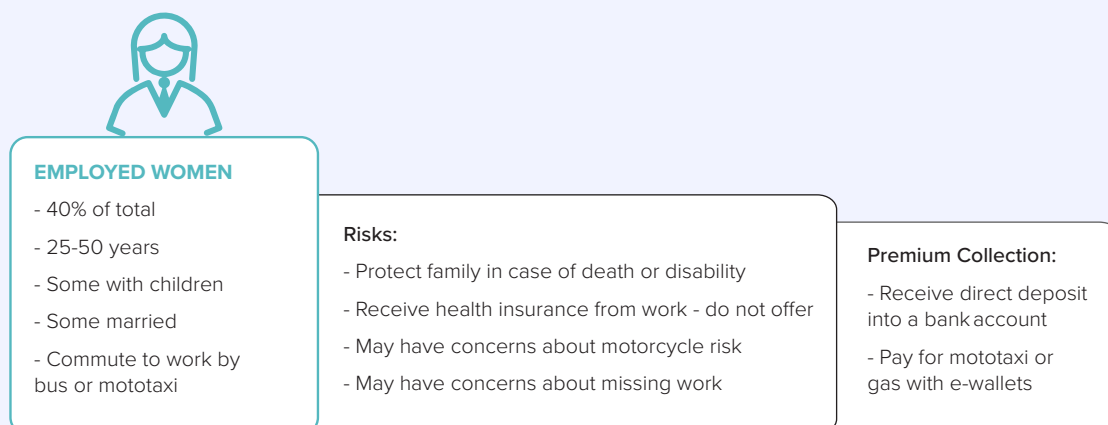 EMPLOYED WOMEN
- 40% of total
- 25-50 years
- Some with children
- Some married
- Commute to work by
bus or mototaxi
Risks:
- Protect family in case of death or disability
- Receive health insurance from work - do not offer
- May have concerns about motorcycle risk
- May have concerns about missing work
Premium Collection:
- Receive direct deposit
into a bank account
- Pay for mototaxi or
gas with e-wallets